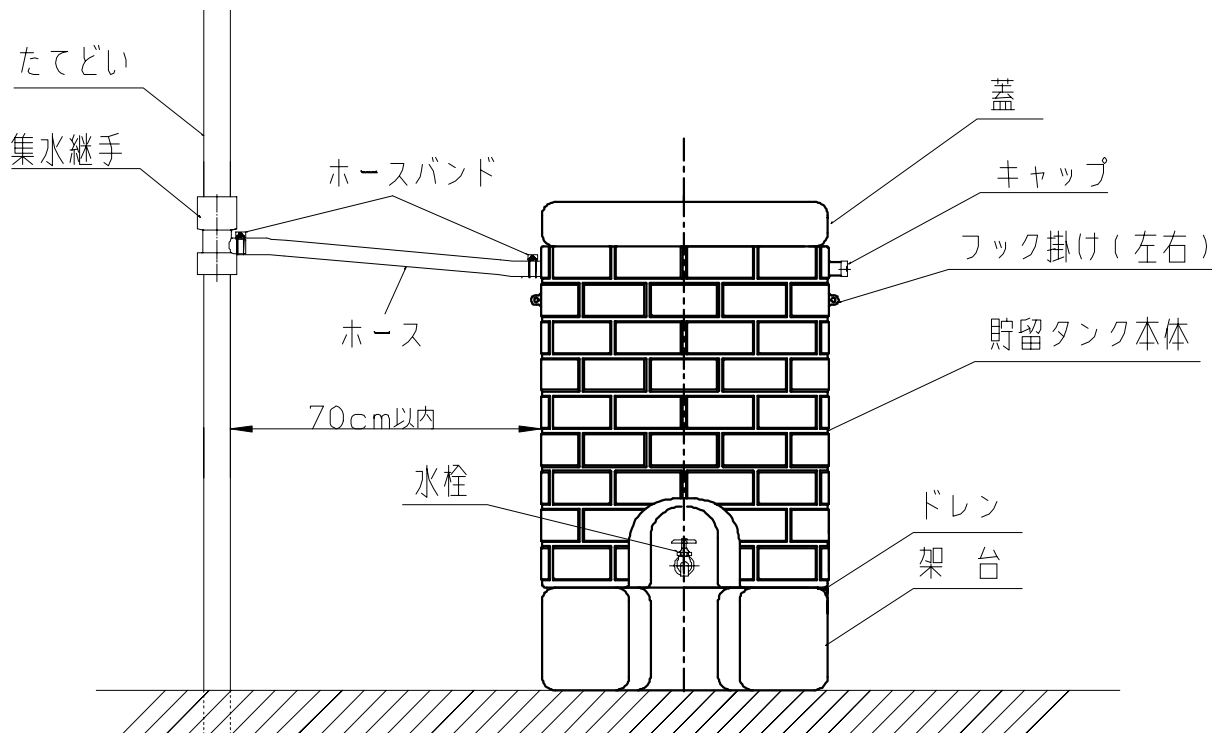 たてどい
集水継手
ホースバンド
ホース
70cm以内
水栓
蓋
キャップ
フック掛け(左右)
貯留タンク本体
ドレン
架 台